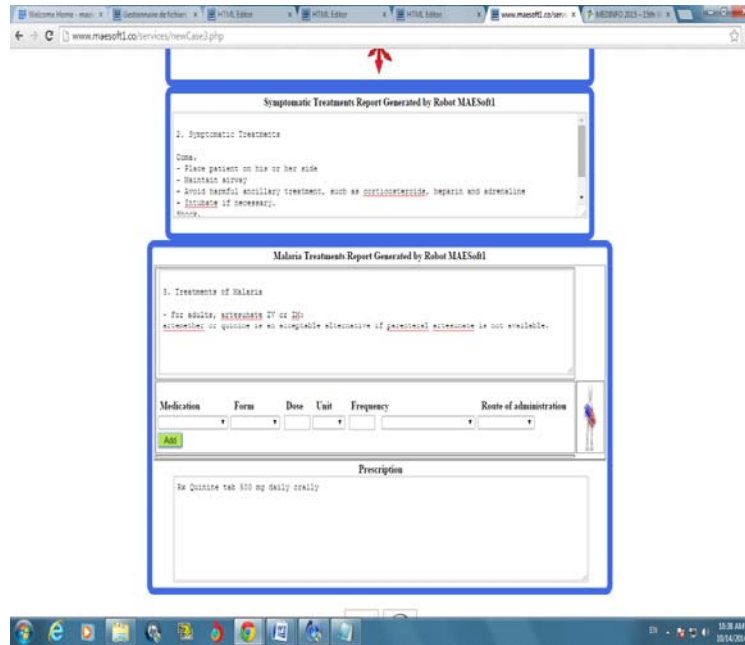 Welcome Home - maes
Gestionnaire de fichiers
HTML Editor
HTML Editor
HTML Editor
www.maesoft1.co/servi
MEDINFO 2015 - 15th
www.maesoft1.co/services/newCase3.php
Symptomatic Treatments Report Generated by Robot MAESoft1
2. Symptomatic Treatments
Coma.
- Place patient on his or her side
- Maintain airway
- Avoid harmful ancillary treatment, such as corticosteroids, heparin and adrenaline
- Intubate if necessary.
Shock.
Malaria Treatments Report Generated by Robot MAESoft1
3. Treatments of Malaria
- For adults, artesunate IV or IM:
artemether or quinine is an acceptable alternative if parenteral artesunate is not available.
Medication Form Dose Unit Frequency Route of administration
Add
Prescription
Rx Quinine tab 500 mg daily orally
EN
10:38 AM
10/14/2014